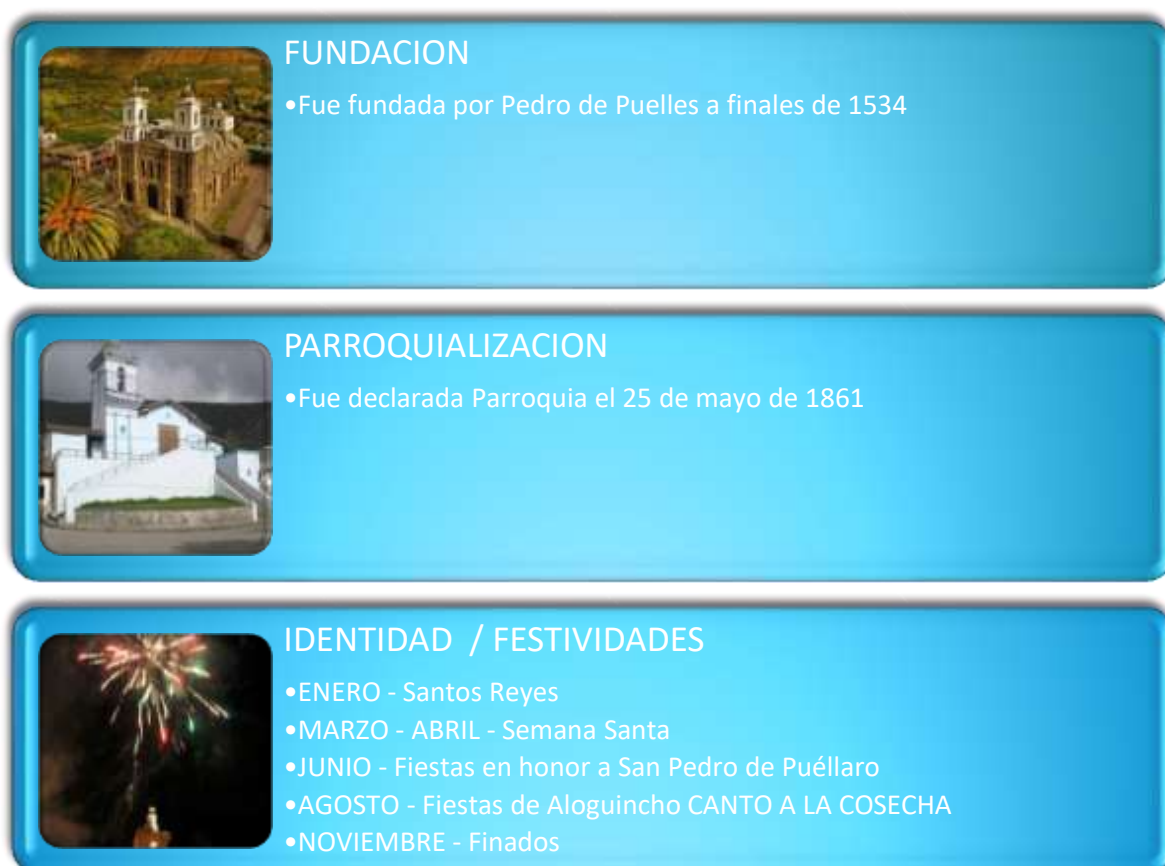 FUNDACION
•Fue fundada por Pedro de Puelles a finales de 1534
PARROQUIALIZACION
•Fue declarada Parroquia el 25 de mayo de 1861
IDENTIDAD / FESTIVIDADES
•ENERO - Santos Reyes
•MARZO - ABRIL - Semana Santa
•JUNIO - Fiestas en honor a San Pedro de Puéllaro
•AGOSTO - Fiestas de Aloguincho CANTO A LA COSECHA
•NOVIEMBRE - Finados